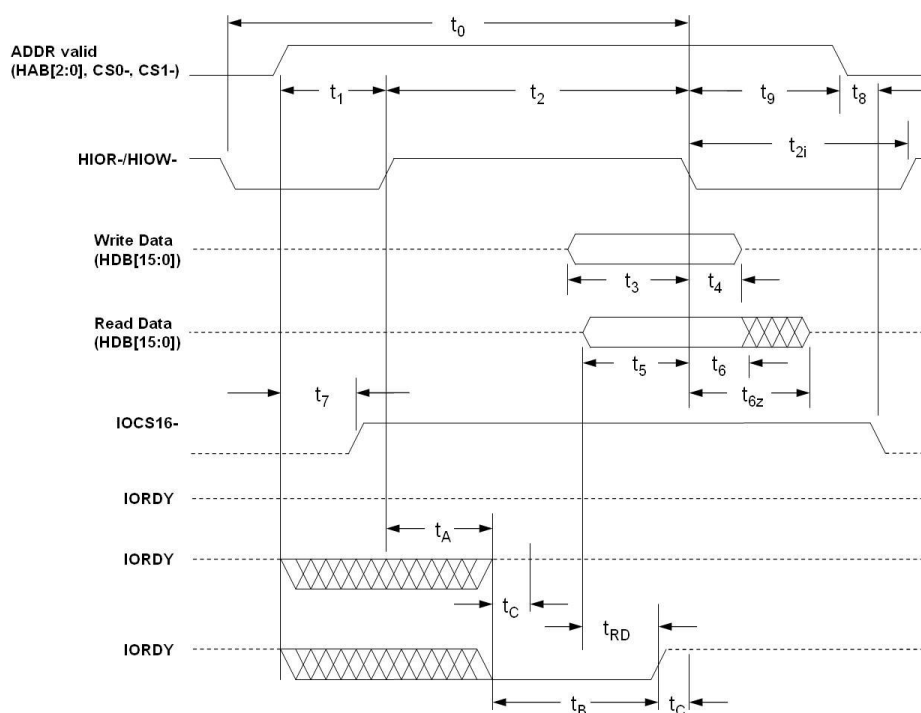 t0
ADDR valid
(HAB[2:0], CS0-, CS1-)
t1
t2
t9
t8
HIOR-/HIOW-
t2i
Write Data
(HDB[15:0])
t3
t4
Read Data
(HDB[15:0])
t5
t6
t7
t6z
IOCS16-
IORDY
tA
IORDY
tC
tRD
IORDY
tB
tC